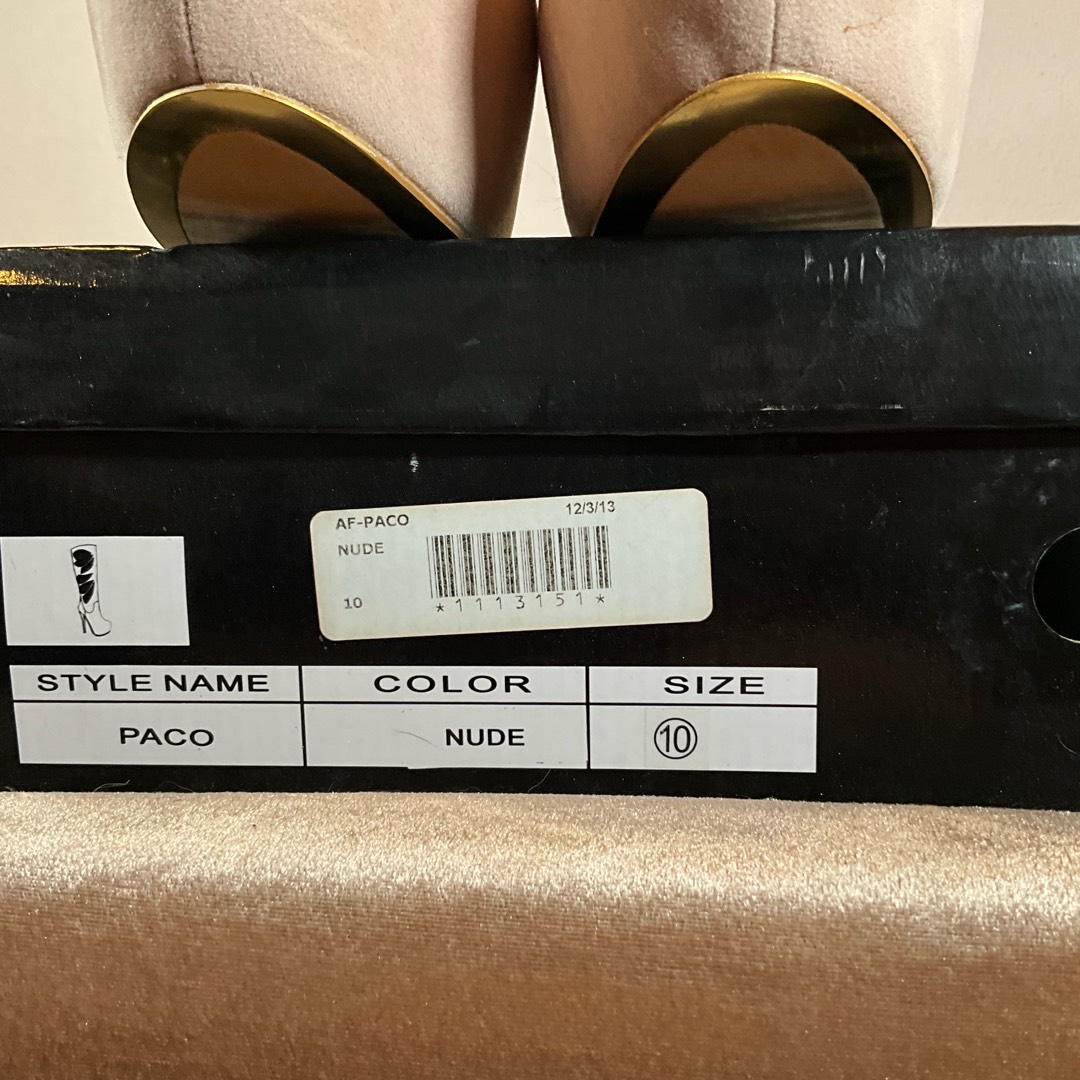 AF-PACO 12/3/13
NUDE
10
*1113151*
STYLE NAME COLOR SIZE
PACO NUDE 10